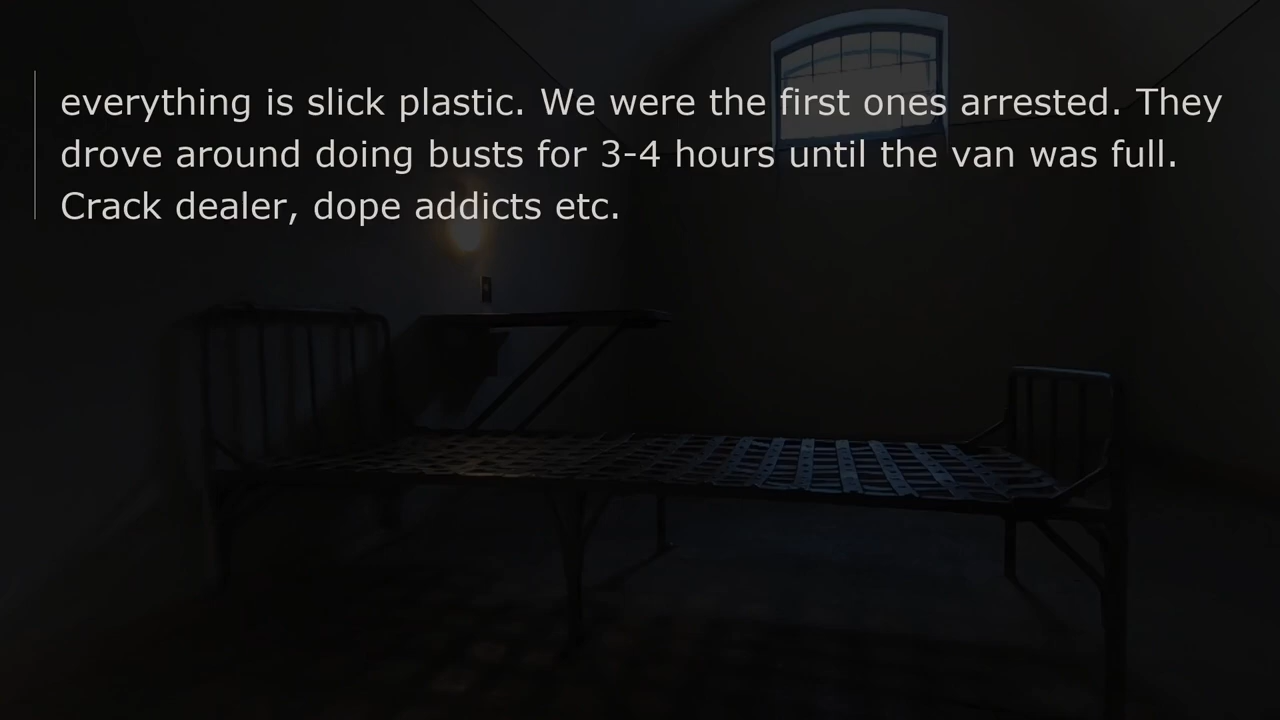 everything is slick plastic. We were the first ones arrested. They
drove around doing busts for 3-4 hours until the van was full.
Crack dealer, dope addicts etc.